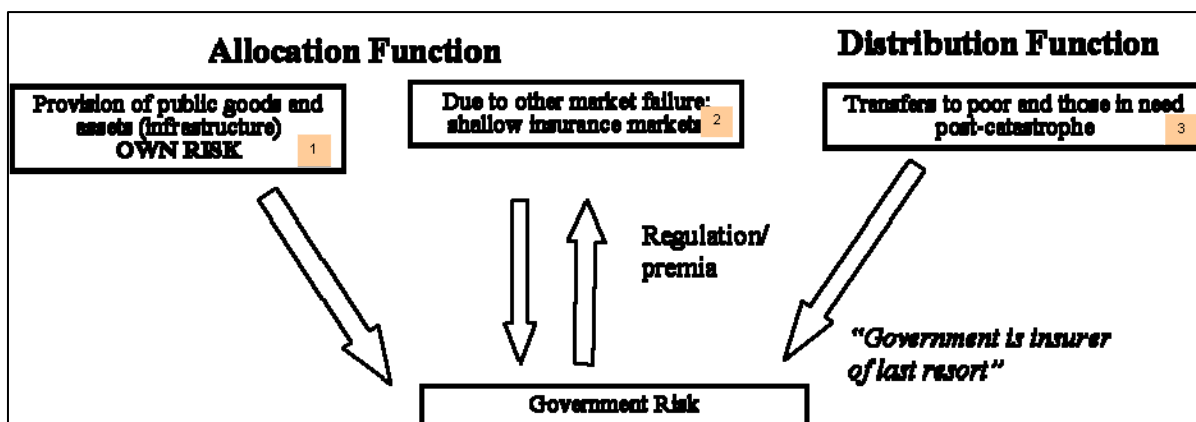 Allocation Function
Distribution Function
Provision of public goods and
assets (infrastructure)
OWN RISK
1
Due to other market failure:
shallow insurance markets
2
Transfers to poor and those in need
post-catastrophe
3
Regulation/
premia
“Government is insurer
of last resort”
Government Risk